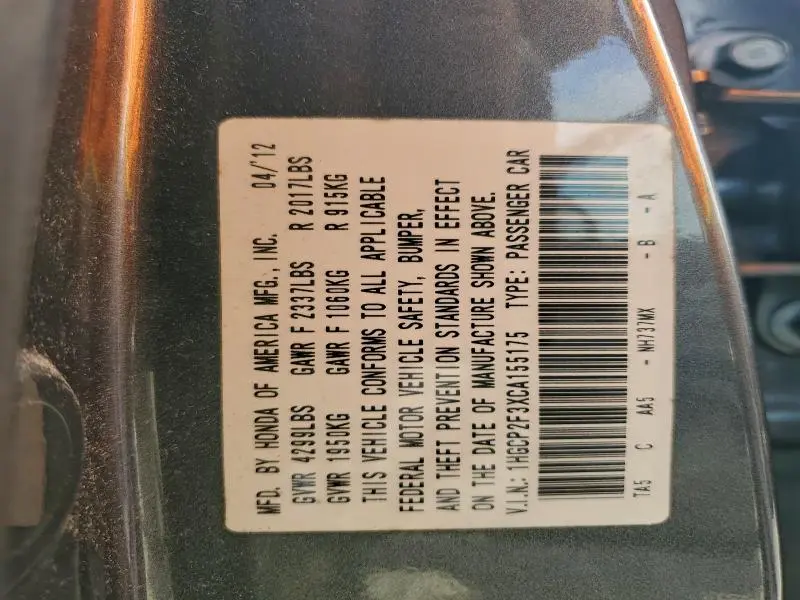 MFD. BY HONDA OF AMERICA MFG., INC. 04/'12
GVWR 4299LBS GAWR F 2337LBS R 2017LBS
GVWR 1950KG GAWR F 1060KG R 915KG
THIS VEHICLE CONFORMS TO ALL APPLICABLE
FEDERAL MOTOR VEHICLE SAFETY, BUMPER,
AND THEFT PREVENTION STANDARDS IN EFFECT
ON THE DATE OF MANUFACTURE SHOWN ABOVE.
V.I.N.: 1HGCP2F3XCA155175 TYPE: PASSENGER CAR
TA5 C AA5 - NH737MX - B - A